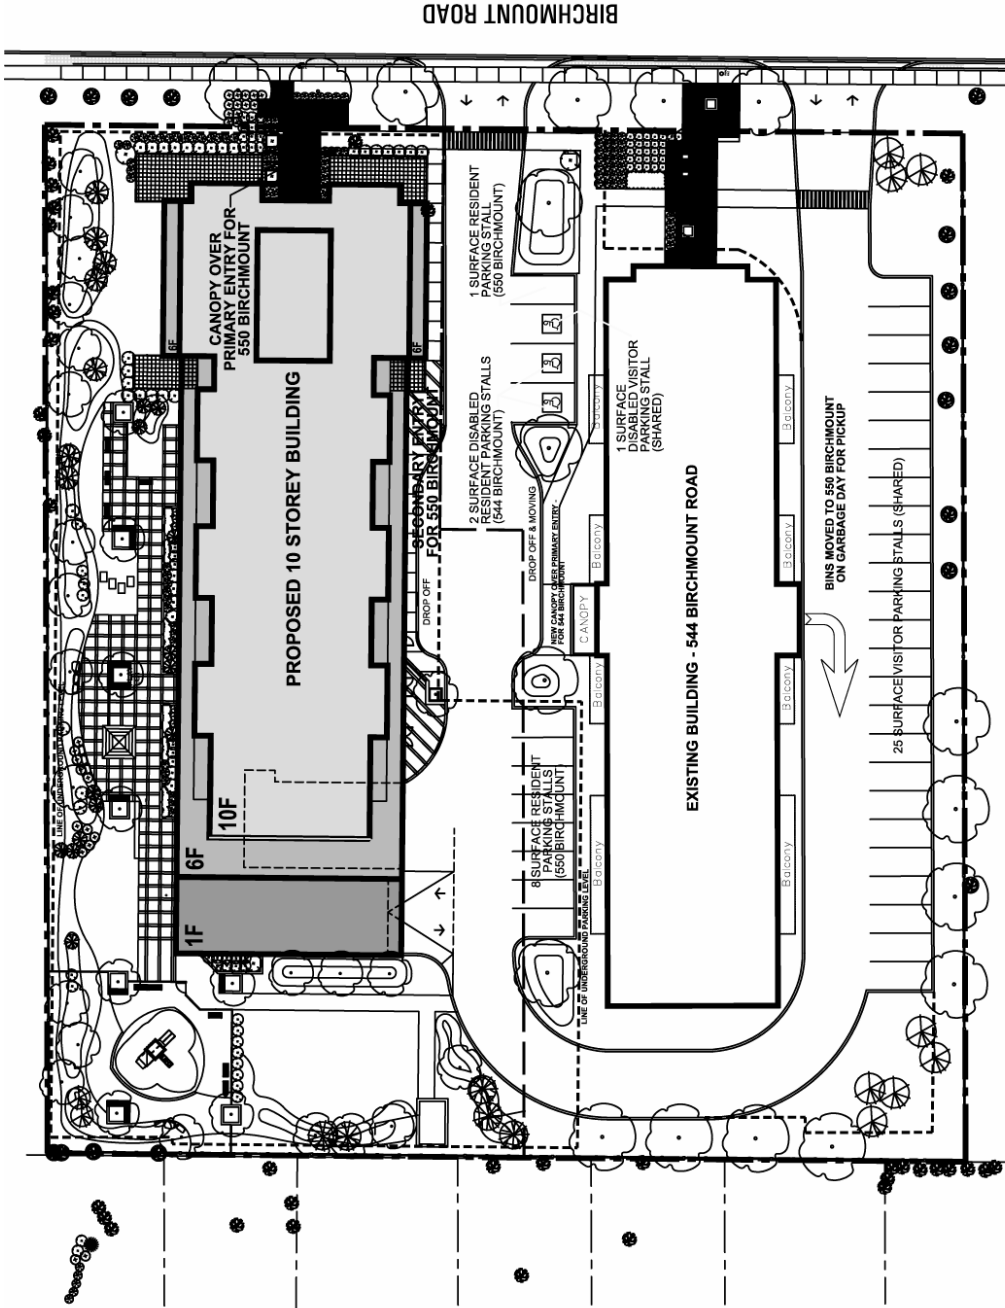 BIRCHMOUNT ROAD
CANOPY OVER
PRIMARY ENTRY FOR
550 BIRCHMOUNT
1 SURFACE RESIDENT
PARKING STALL
(550 BIRCHMOUNT)
6F
6F
PROPOSED 10 STOREY BUILDING
SECONDARY ENTRY
FOR 550 BIRCHMOUNT
2 SURFACE DISABLED
RESIDENT PARKING STALLS
(544 BIRCHMOUNT)
1 SURFACE
DISABLED VISITOR
PARKING STALL
(SHARED)
DROP OFF
DROP OFF & MOVING
NEW CANOPY OVER PRIMARY ENTRY -
FOR 544 BIRCHMOUNT
CANOPY
Balcony
Balcony
Balcony
Balcony
Balcony
Balcony
Balcony
Balcony
EXISTING BUILDING - 544 BIRCHMOUNT ROAD
BINS MOVED TO 550 BIRCHMOUNT
ON GARBAGE DAY FOR PICKUP
25 SURFACE VISITOR PARKING STALLS (SHARED)
8 SURFACE RESIDENT
PARKING STALLS
(550 BIRCHMOUNT)
LINE OF UNDERGROUND PARKING LEVEL
LINE OF UNDERGROUND
10F
6F
1F